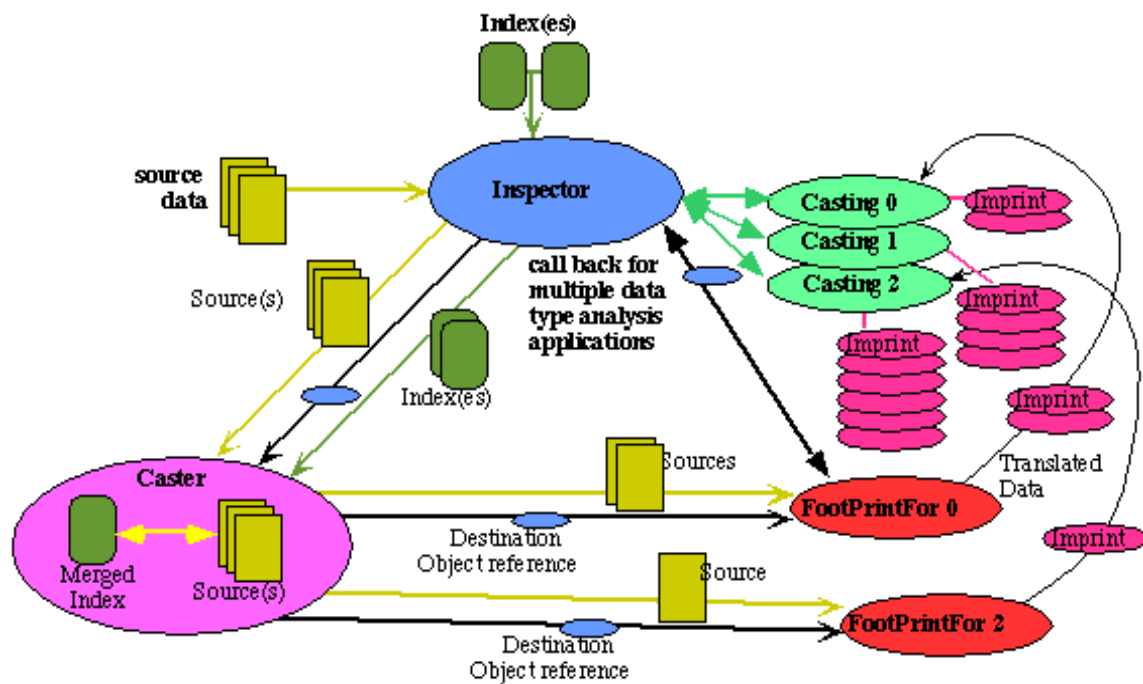 Index(es)
source
data
Inspector
Casting 0
Imprint
Casting 1
Casting 2
call back for
multiple data
type analysis
applications
Source(s)
Index(es)
Imprint
Imprint
Imprint
Translated
Data
Caster
Sources
FootPrintFor 0
Destination
Object reference
Merged
Index
Source(s)
Source
Imprint
FootPrintFor 2
Destination
Object reference